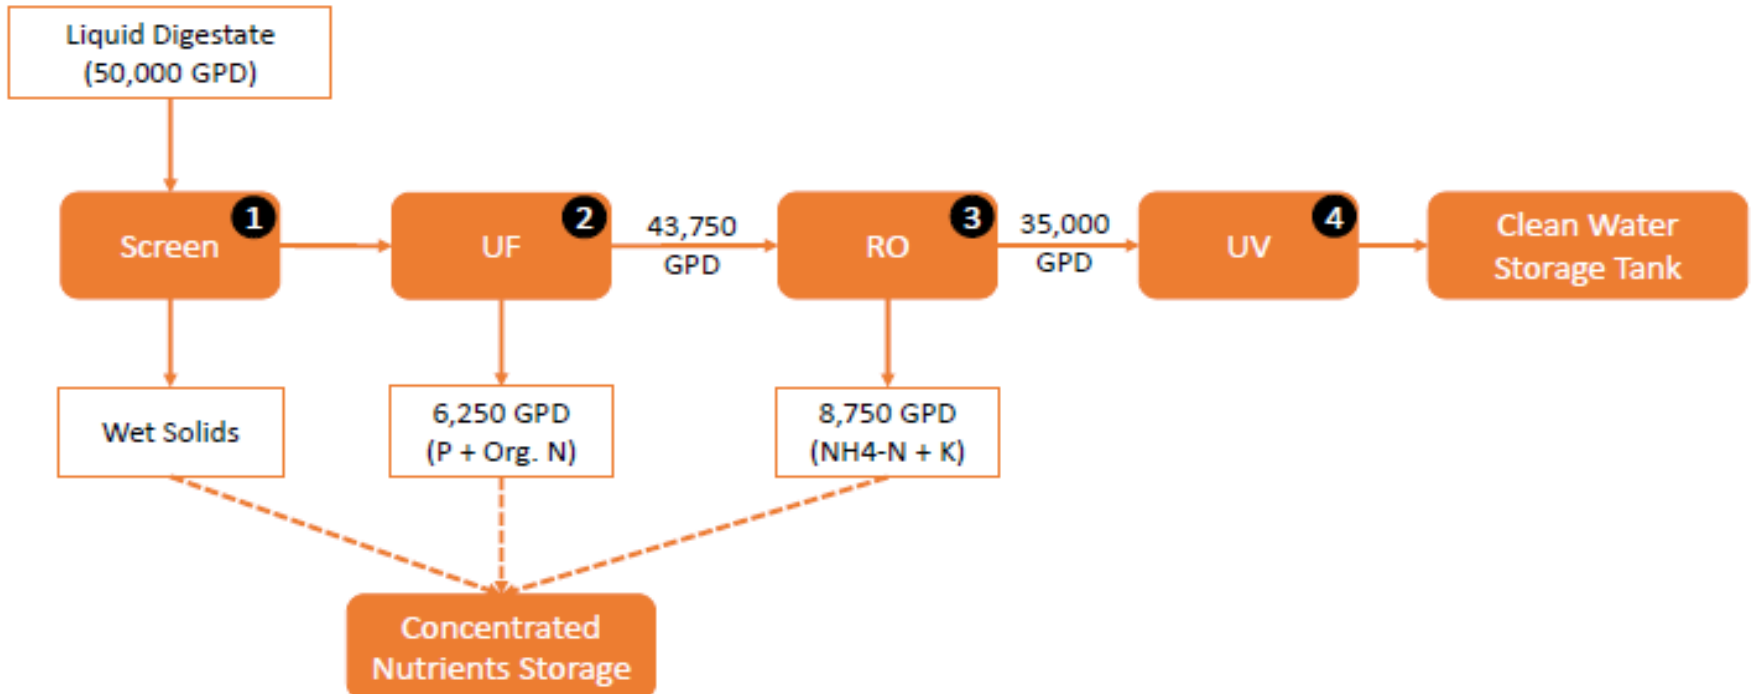 Liquid Digestate
(50,000 GPD)
Screen
1
UF
2
43,750
GPD
RO
3
35,000
GPD
UV
4
Clean Water
Storage Tank
Wet Solids
6,250 GPD
(P + Org. N)
8,750 GPD
(NH4-N + K)
Concentrated
Nutrients Storage